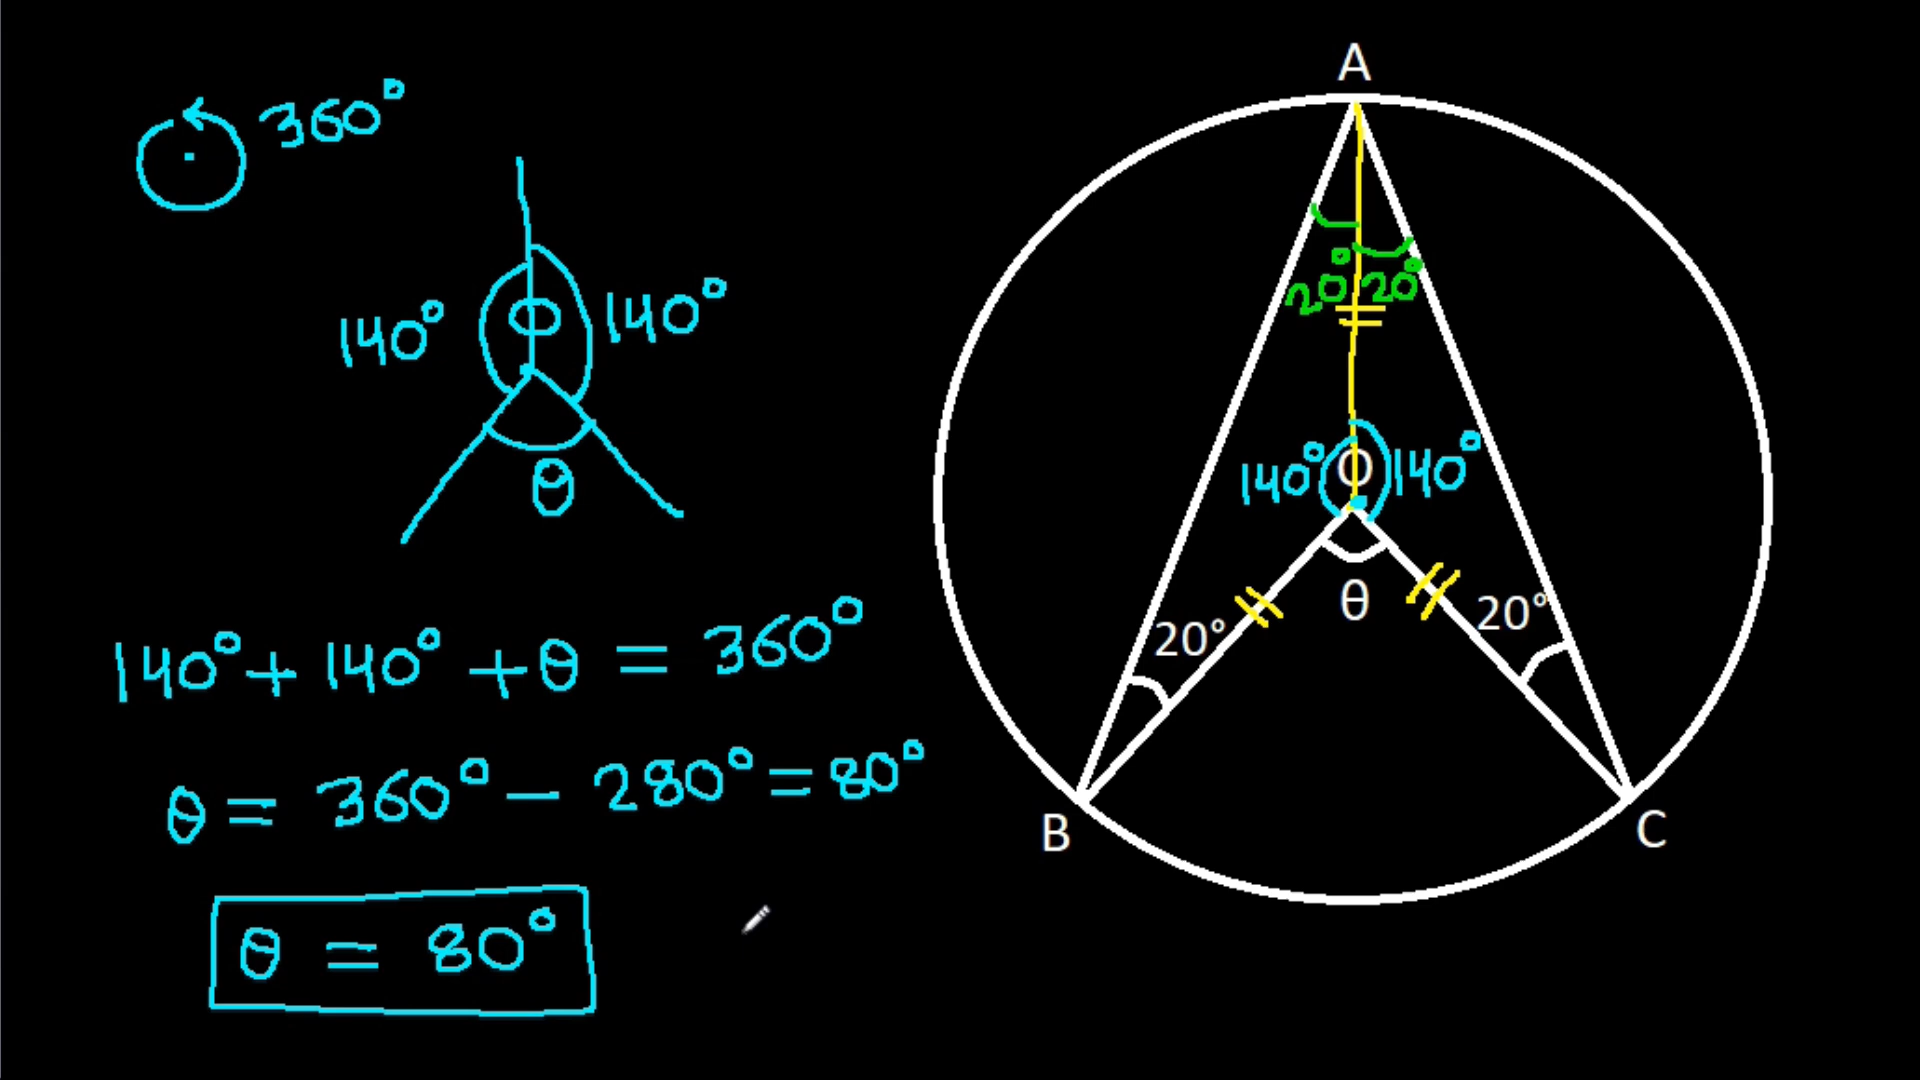 360°
140° O 140°
θ
140° + 140° + θ = 360°
θ = 360° - 280° = 80°
θ = 80°
A
20° 20°
140° O 140°
θ
20° 20°
B C